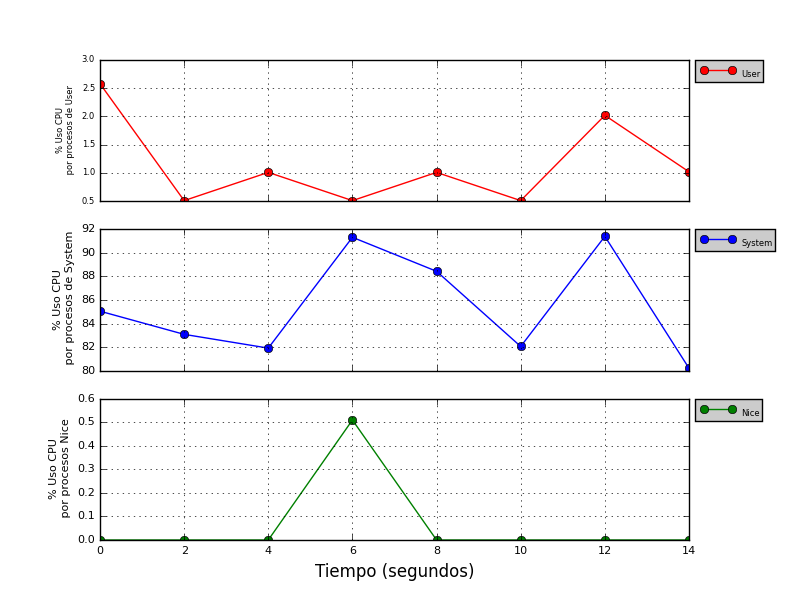 3.0
2.5
2.0
1.5
1.0
0.5
% Uso CPU
por procesos de User
User
92
90
88
86
84
82
80
% Uso CPU
por procesos de System
System
0.6
0.5
0.4
0.3
0.2
0.1
0.0
% Uso CPU
por procesos Nice
Nice
0 2 4 6 8 10 12 14
Tiempo (segundos)